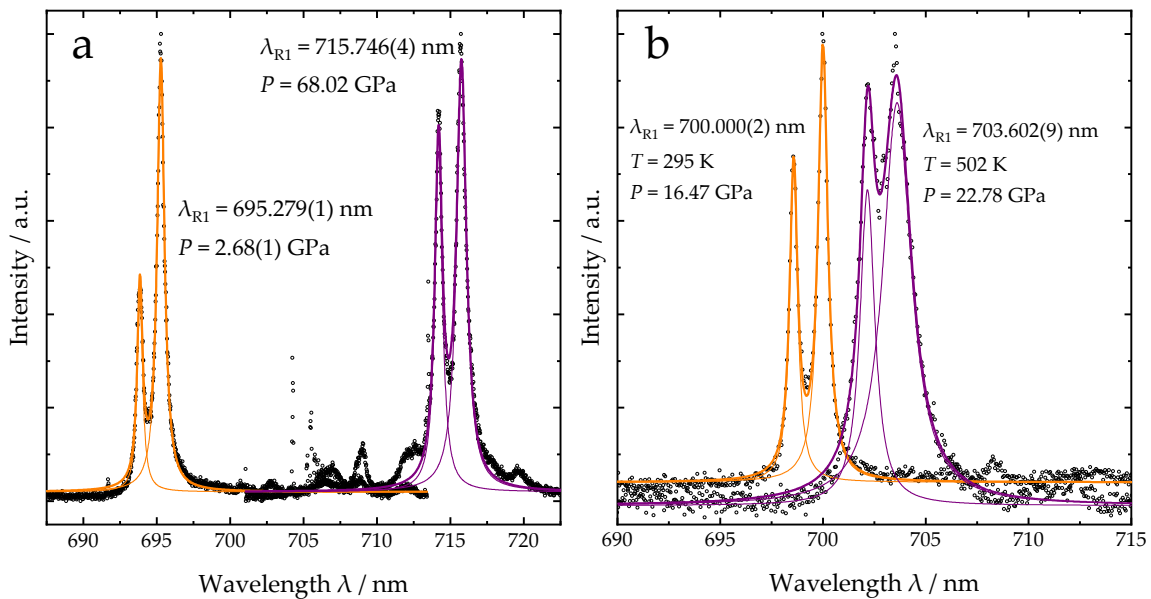 a
λR1 = 715.746(4) nm
P = 68.02 GPa
λR1 = 695.279(1) nm
P = 2.68(1) GPa
Intensity / a.u.
690 695 700 705 710 715 720
Wavelength λ / nm
b
λR1 = 700.000(2) nm
T = 295 K
P = 16.47 GPa
λR1 = 703.602(9) nm
T = 502 K
P = 22.78 GPa
Intensity / a.u.
690 695 700 705 710 715
Wavelength λ / nm